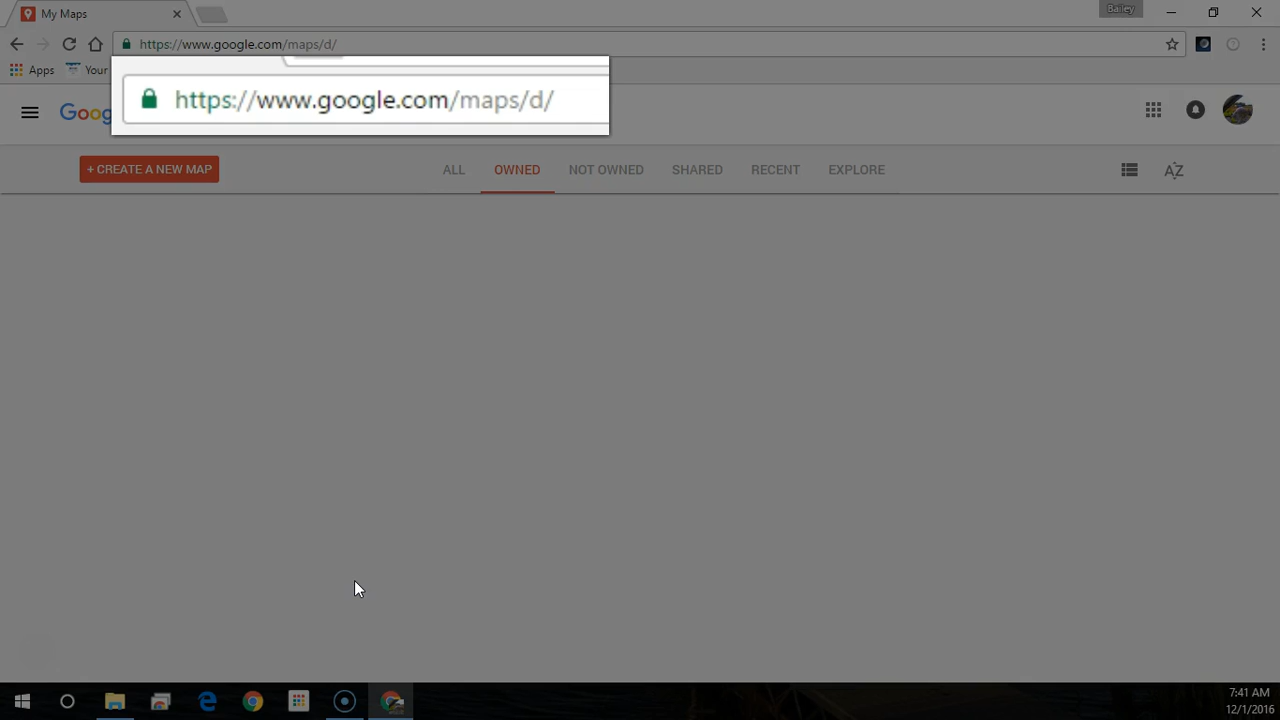 My Maps
Bailey
https://www.google.com/maps/d/
Apps
Your
https://www.google.com/maps/d/
Goog
+ CREATE A NEW MAP
ALL
OWNED
NOT OWNED
SHARED
RECENT
EXPLORE
AZ
7:41 AM
12/1/2016